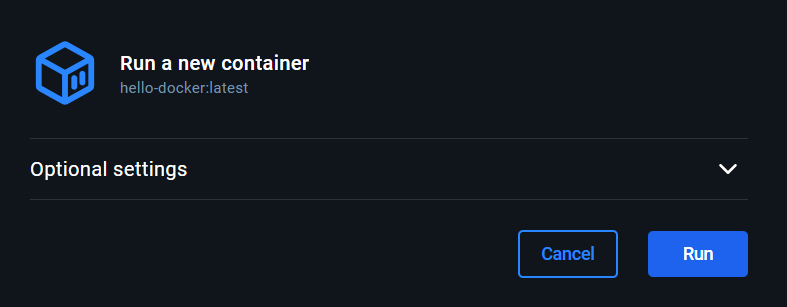 Run a new container
hello-docker:latest
Optional settings
Cancel
Run